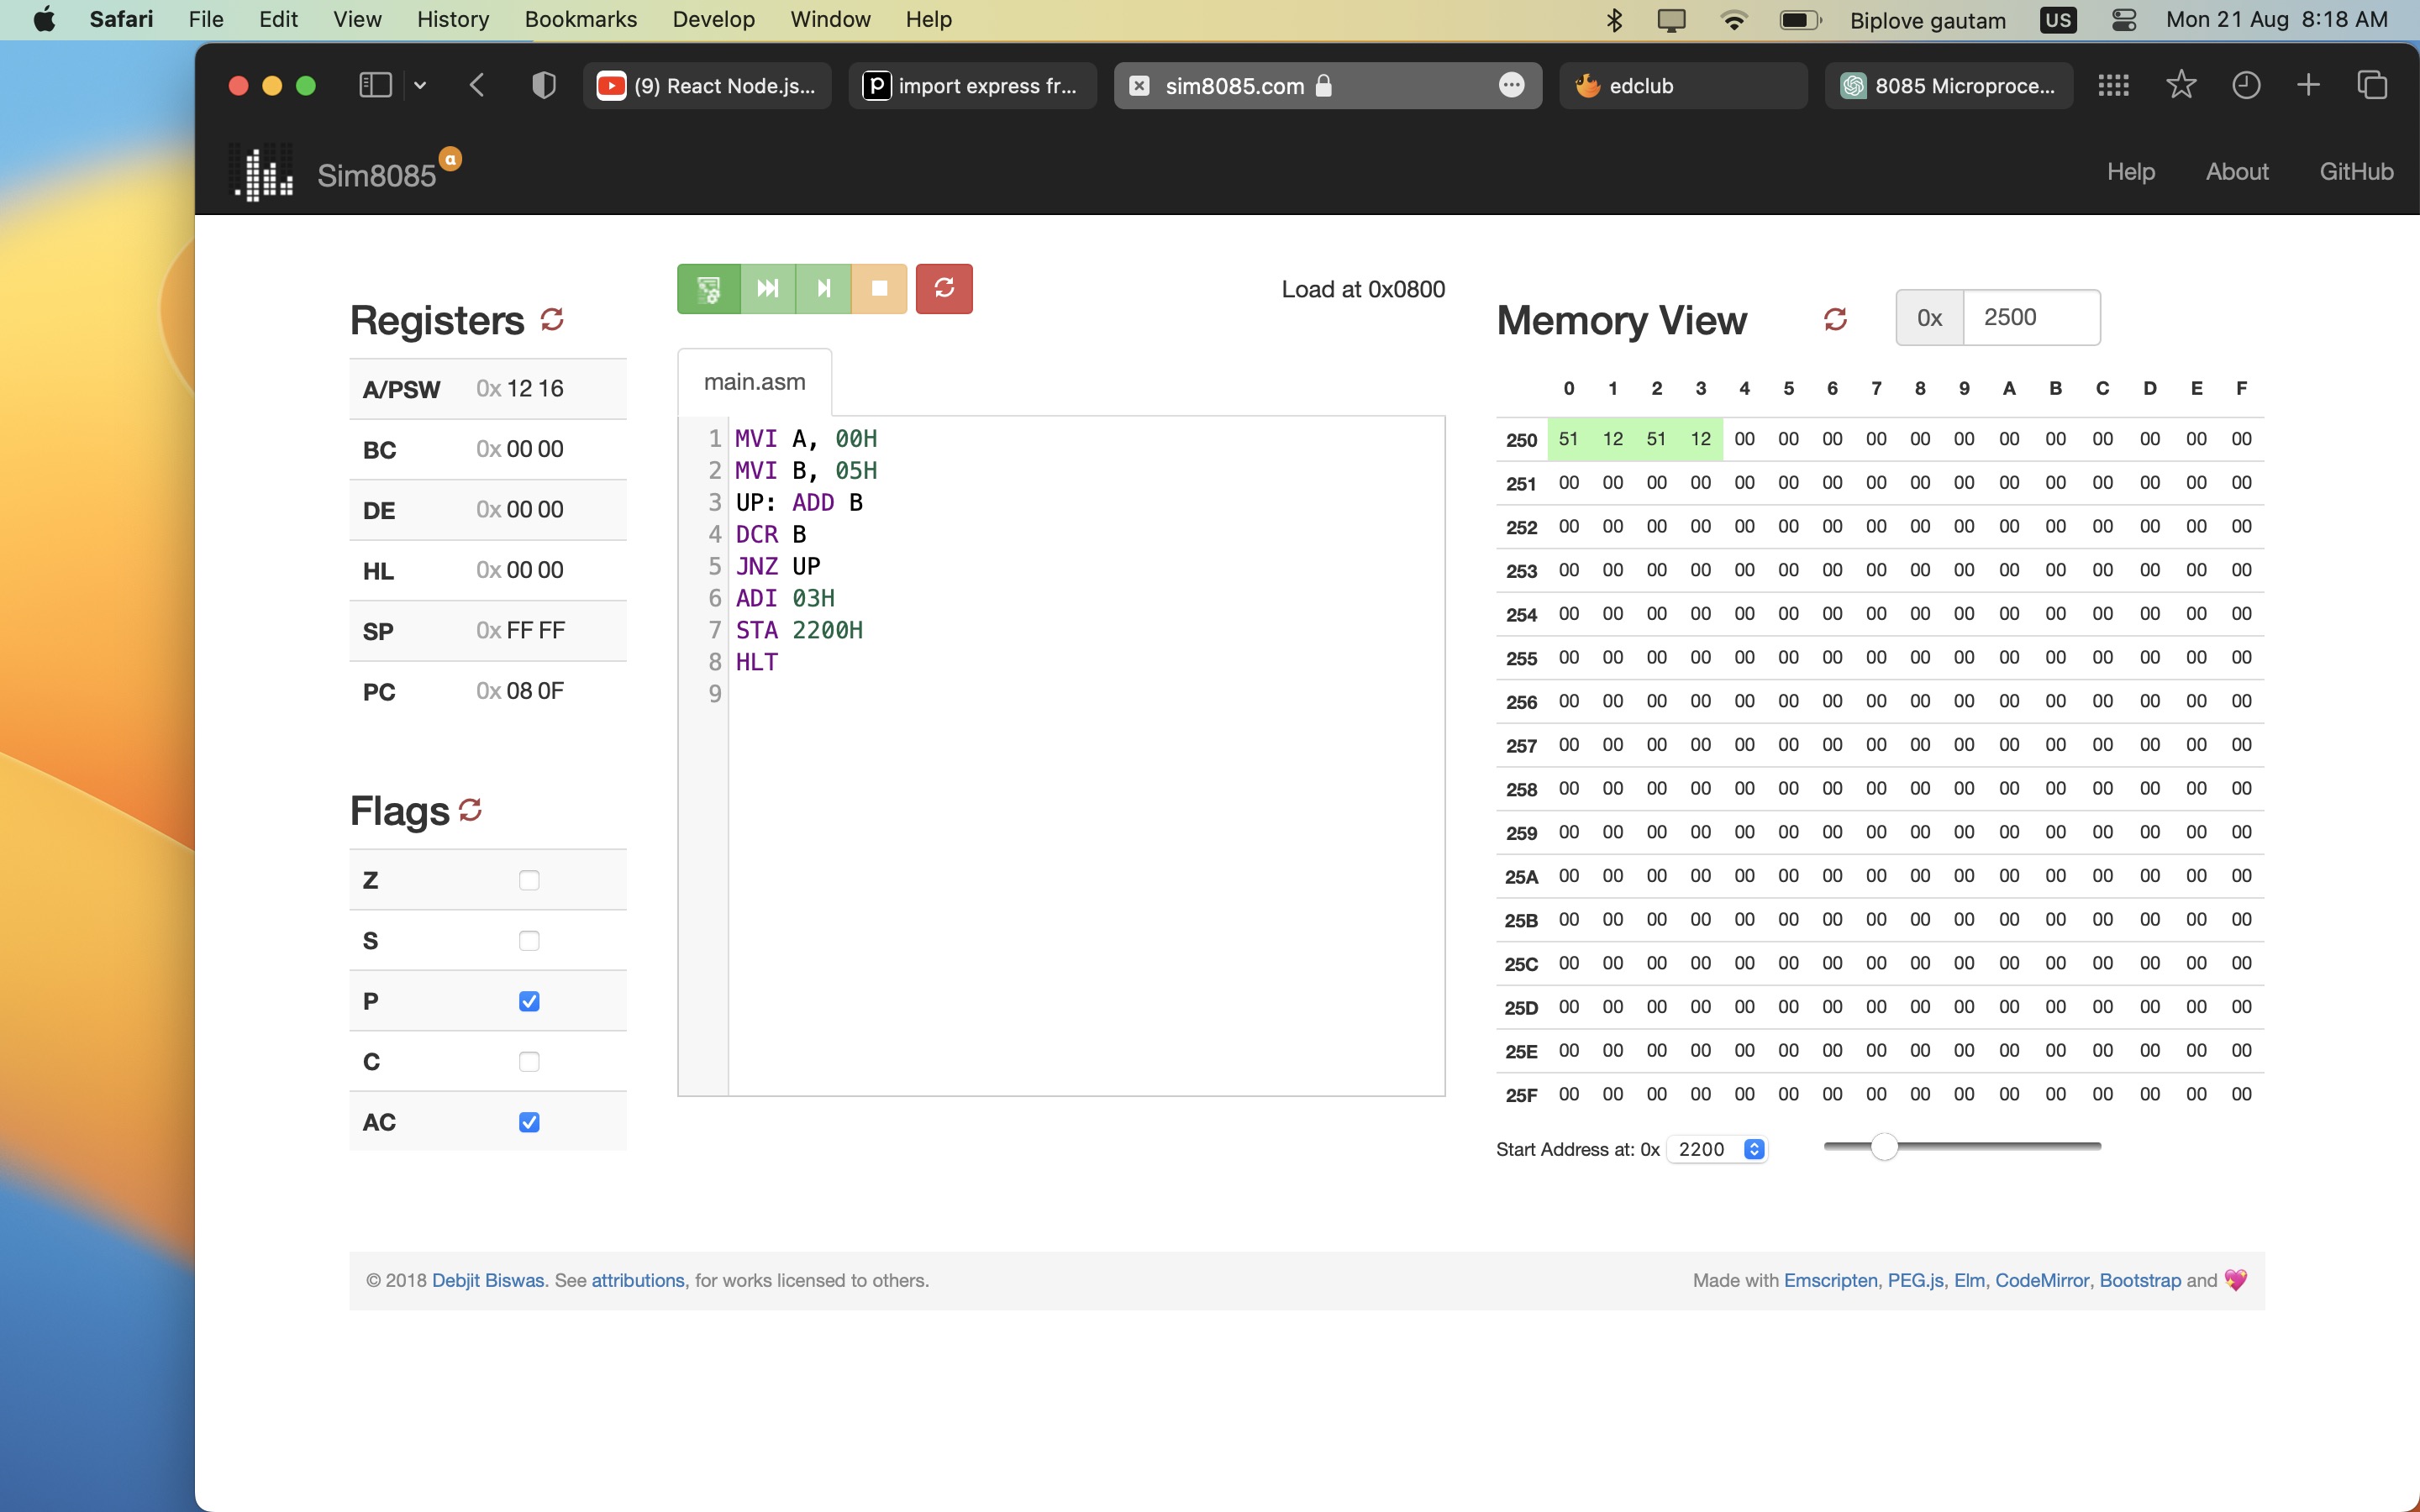 Safari File Edit View History Bookmarks Develop Window Help Biplove gautam US Mon 21 Aug 8:18 AM
(9) React Node.js... import express fr... sim8085.com edclub 8085 Microproce...
Sim8085 α Help About GitHub
Load at 0x0800
Registers
A/PSW 0x 12 16
BC 0x 00 00
DE 0x 00 00
HL 0x 00 00
SP 0x FF FF
PC 0x 08 0F
Flags
Z
S
P
C
AC
main.asm
1 MVI A, 00H
2 MVI B, 05H
3 UP: ADD B
4 DCR B
5 JNZ UP
6 ADI 03H
7 STA 2200H
8 HLT
9
Memory View 0x 2500
0 1 2 3 4 5 6 7 8 9 A B C D E F
250 51 12 51 12 00 00 00 00 00 00 00 00 00 00 00 00
251 00 00 00 00 00 00 00 00 00 00 00 00 00 00 00 00
252 00 00 00 00 00 00 00 00 00 00 00 00 00 00 00 00
253 00 00 00 00 00 00 00 00 00 00 00 00 00 00 00 00
254 00 00 00 00 00 00 00 00 00 00 00 00 00 00 00 00
255 00 00 00 00 00 00 00 00 00 00 00 00 00 00 00 00
256 00 00 00 00 00 00 00 00 00 00 00 00 00 00 00 00
257 00 00 00 00 00 00 00 00 00 00 00 00 00 00 00 00
258 00 00 00 00 00 00 00 00 00 00 00 00 00 00 00 00
259 00 00 00 00 00 00 00 00 00 00 00 00 00 00 00 00
25A 00 00 00 00 00 00 00 00 00 00 00 00 00 00 00 00
25B 00 00 00 00 00 00 00 00 00 00 00 00 00 00 00 00
25C 00 00 00 00 00 00 00 00 00 00 00 00 00 00 00 00
25D 00 00 00 00 00 00 00 00 00 00 00 00 00 00 00 00
25E 00 00 00 00 00 00 00 00 00 00 00 00 00 00 00 00
25F 00 00 00 00 00 00 00 00 00 00 00 00 00 00 00 00
Start Address at: 0x 2200
© 2018 Debjit Biswas. See attributions, for works licensed to others.
Made with Emscripten, PEG.js, Elm, CodeMirror, Bootstrap and 💖